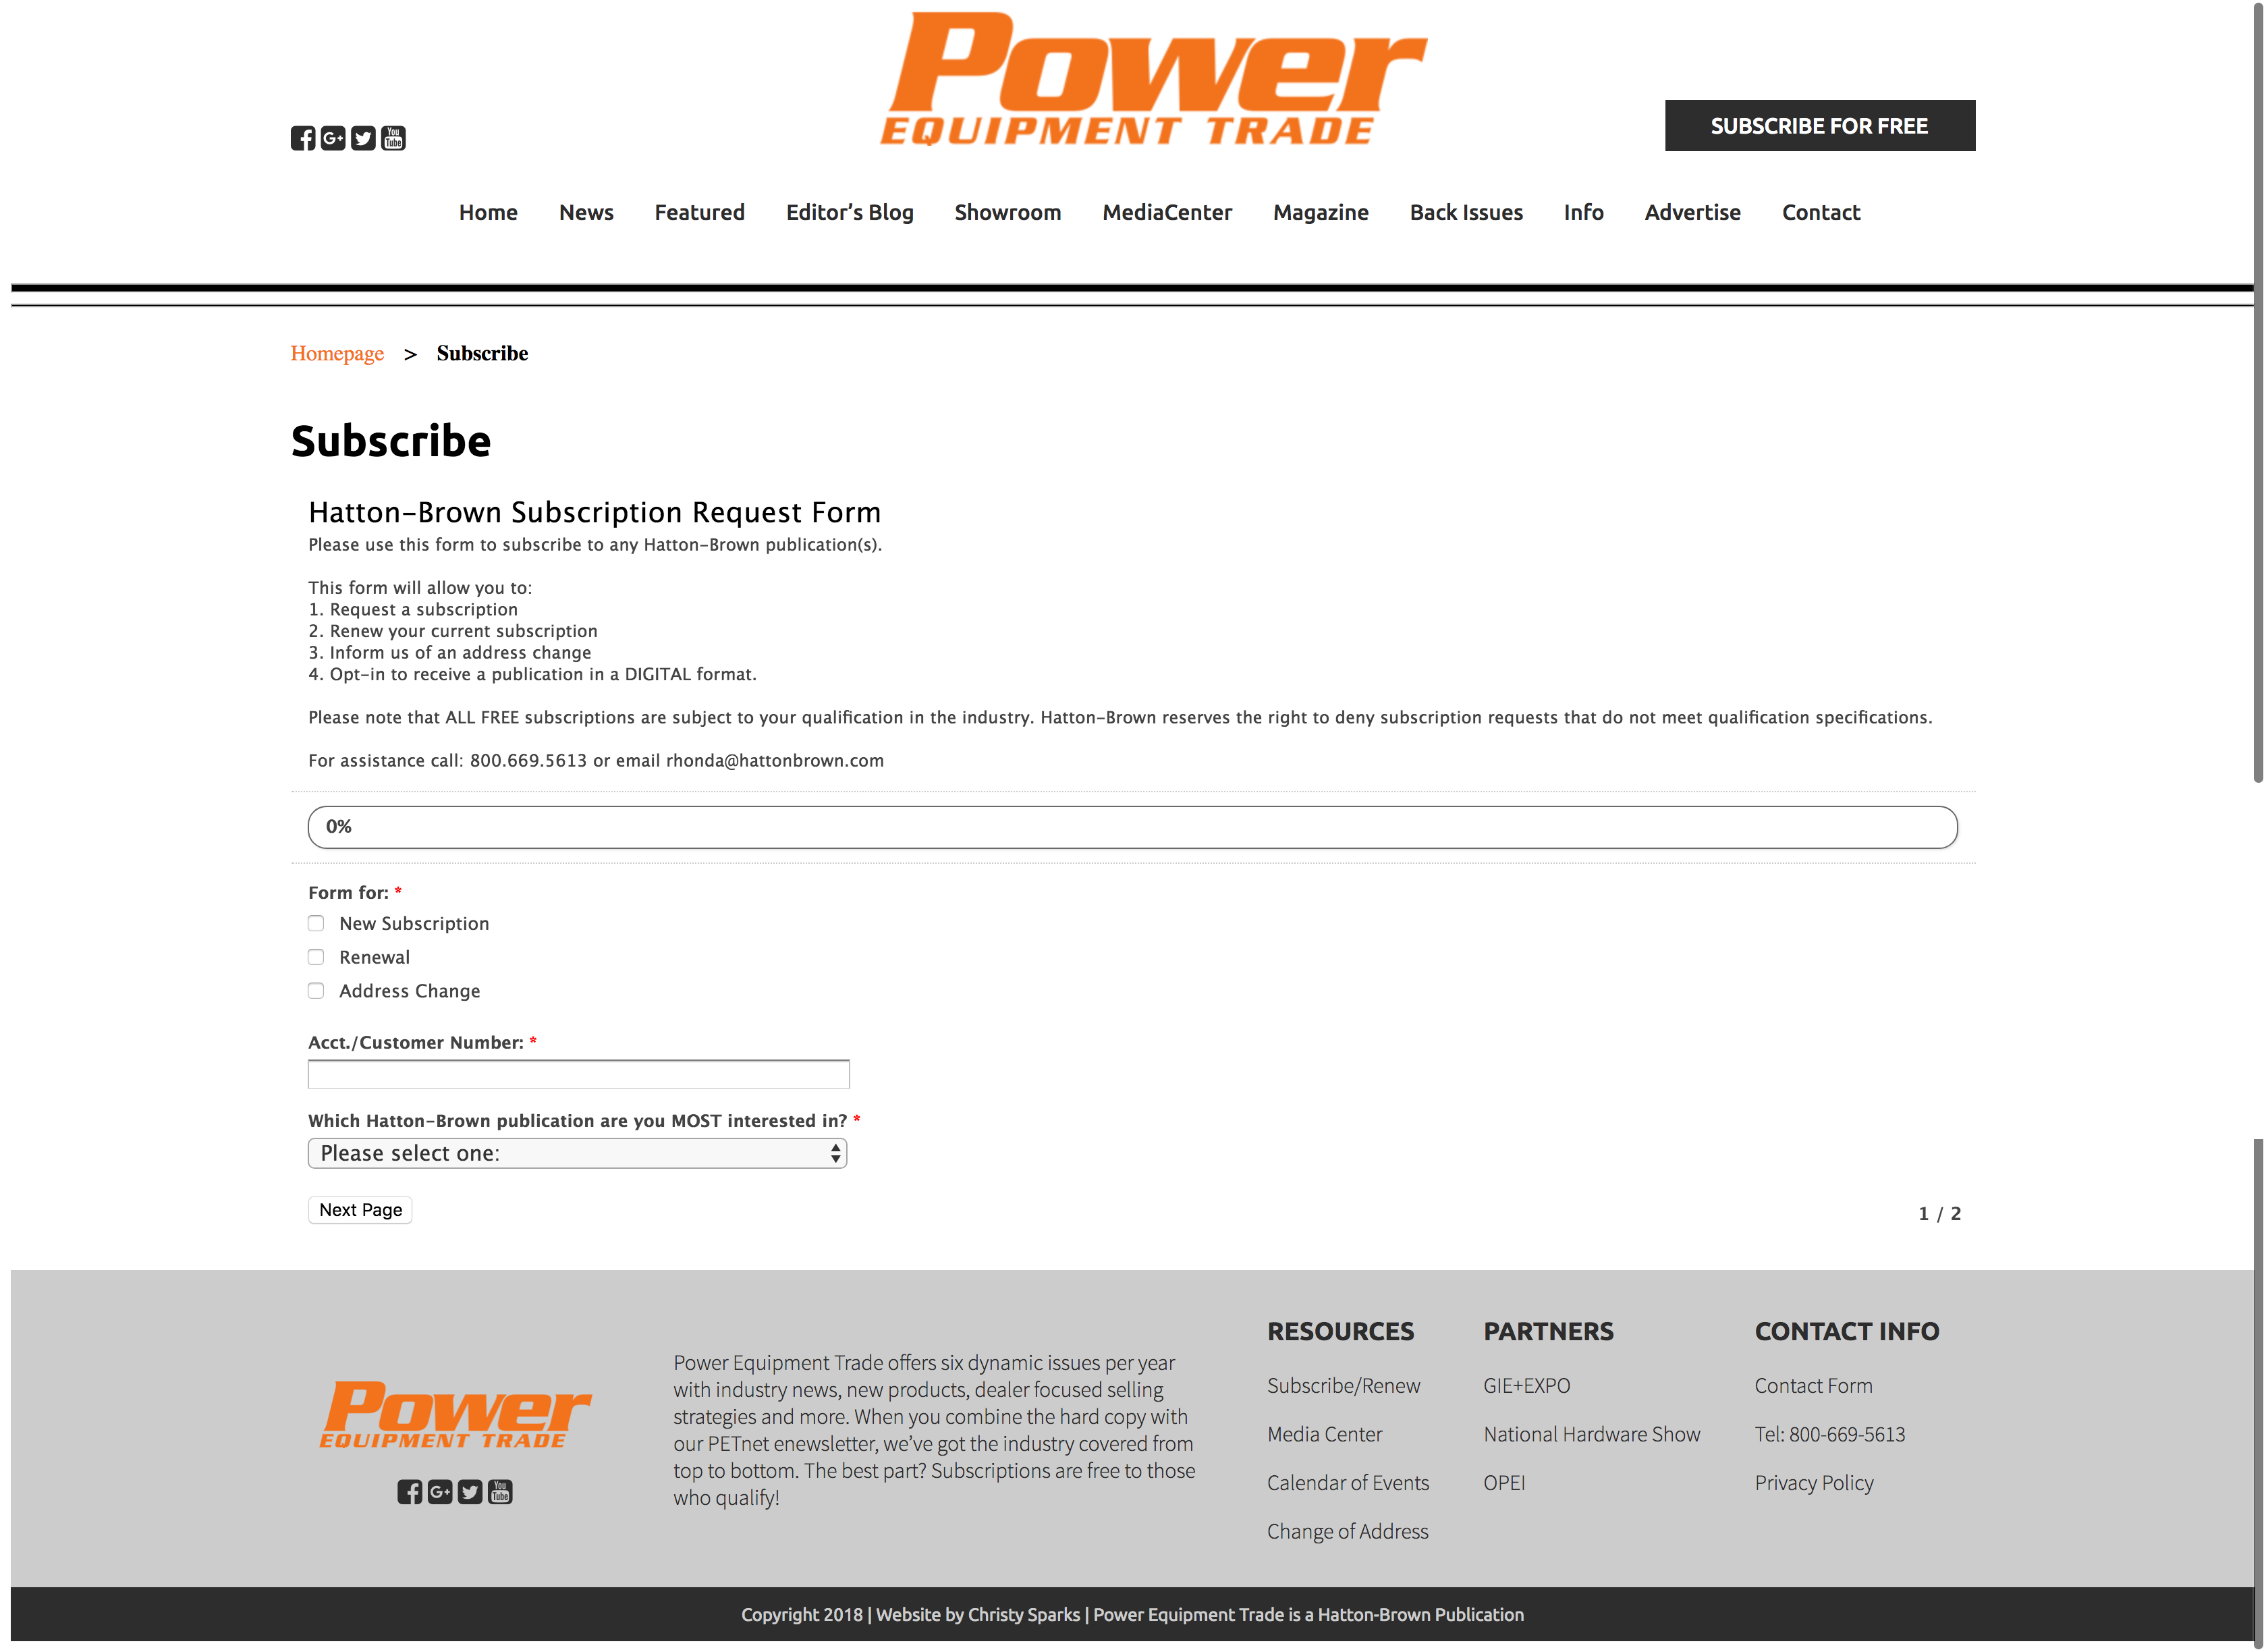 Power
EQUIPMENT TRADE
SUBSCRIBE FOR FREE
Home News Featured Editor's Blog Showroom MediaCenter Magazine Back Issues Info Advertise Contact
Homepage > Subscribe
Subscribe
Hatton-Brown Subscription Request Form
Please use this form to subscribe to any Hatton-Brown publication(s).
This form will allow you to:
1. Request a subscription
2. Renew your current subscription
3. Inform us of an address change
4. Opt-in to receive a publication in a DIGITAL format.
Please note that ALL FREE subscriptions are subject to your qualification in the industry. Hatton-Brown reserves the right to deny subscription requests that do not meet qualification specifications.
For assistance call: 800.669.5613 or email rhonda@hattonbrown.com
0%
Form for: *
New Subscription
Renewal
Address Change
Acct./Customer Number: *
Which Hatton-Brown publication are you MOST interested in? *
Please select one:
Next Page
1 / 2
Power
EQUIPMENT TRADE
You
Tube
Power Equipment Trade offers six dynamic issues per year
with industry news, new products, dealer focused selling
strategies and more. When you combine the hard copy with
our PETnet enewsletter, we've got the industry covered from
top to bottom. The best part? Subscriptions are free to those
who qualify!
RESOURCES
Subscribe/Renew
Media Center
Calendar of Events
Change of Address
PARTNERS
GIE+EXPO
National Hardware Show
OPEI
CONTACT INFO
Contact Form
Tel: 800-669-5613
Privacy Policy
Copyright 2018 | Website by Christy Sparks | Power Equipment Trade is a Hatton-Brown Publication